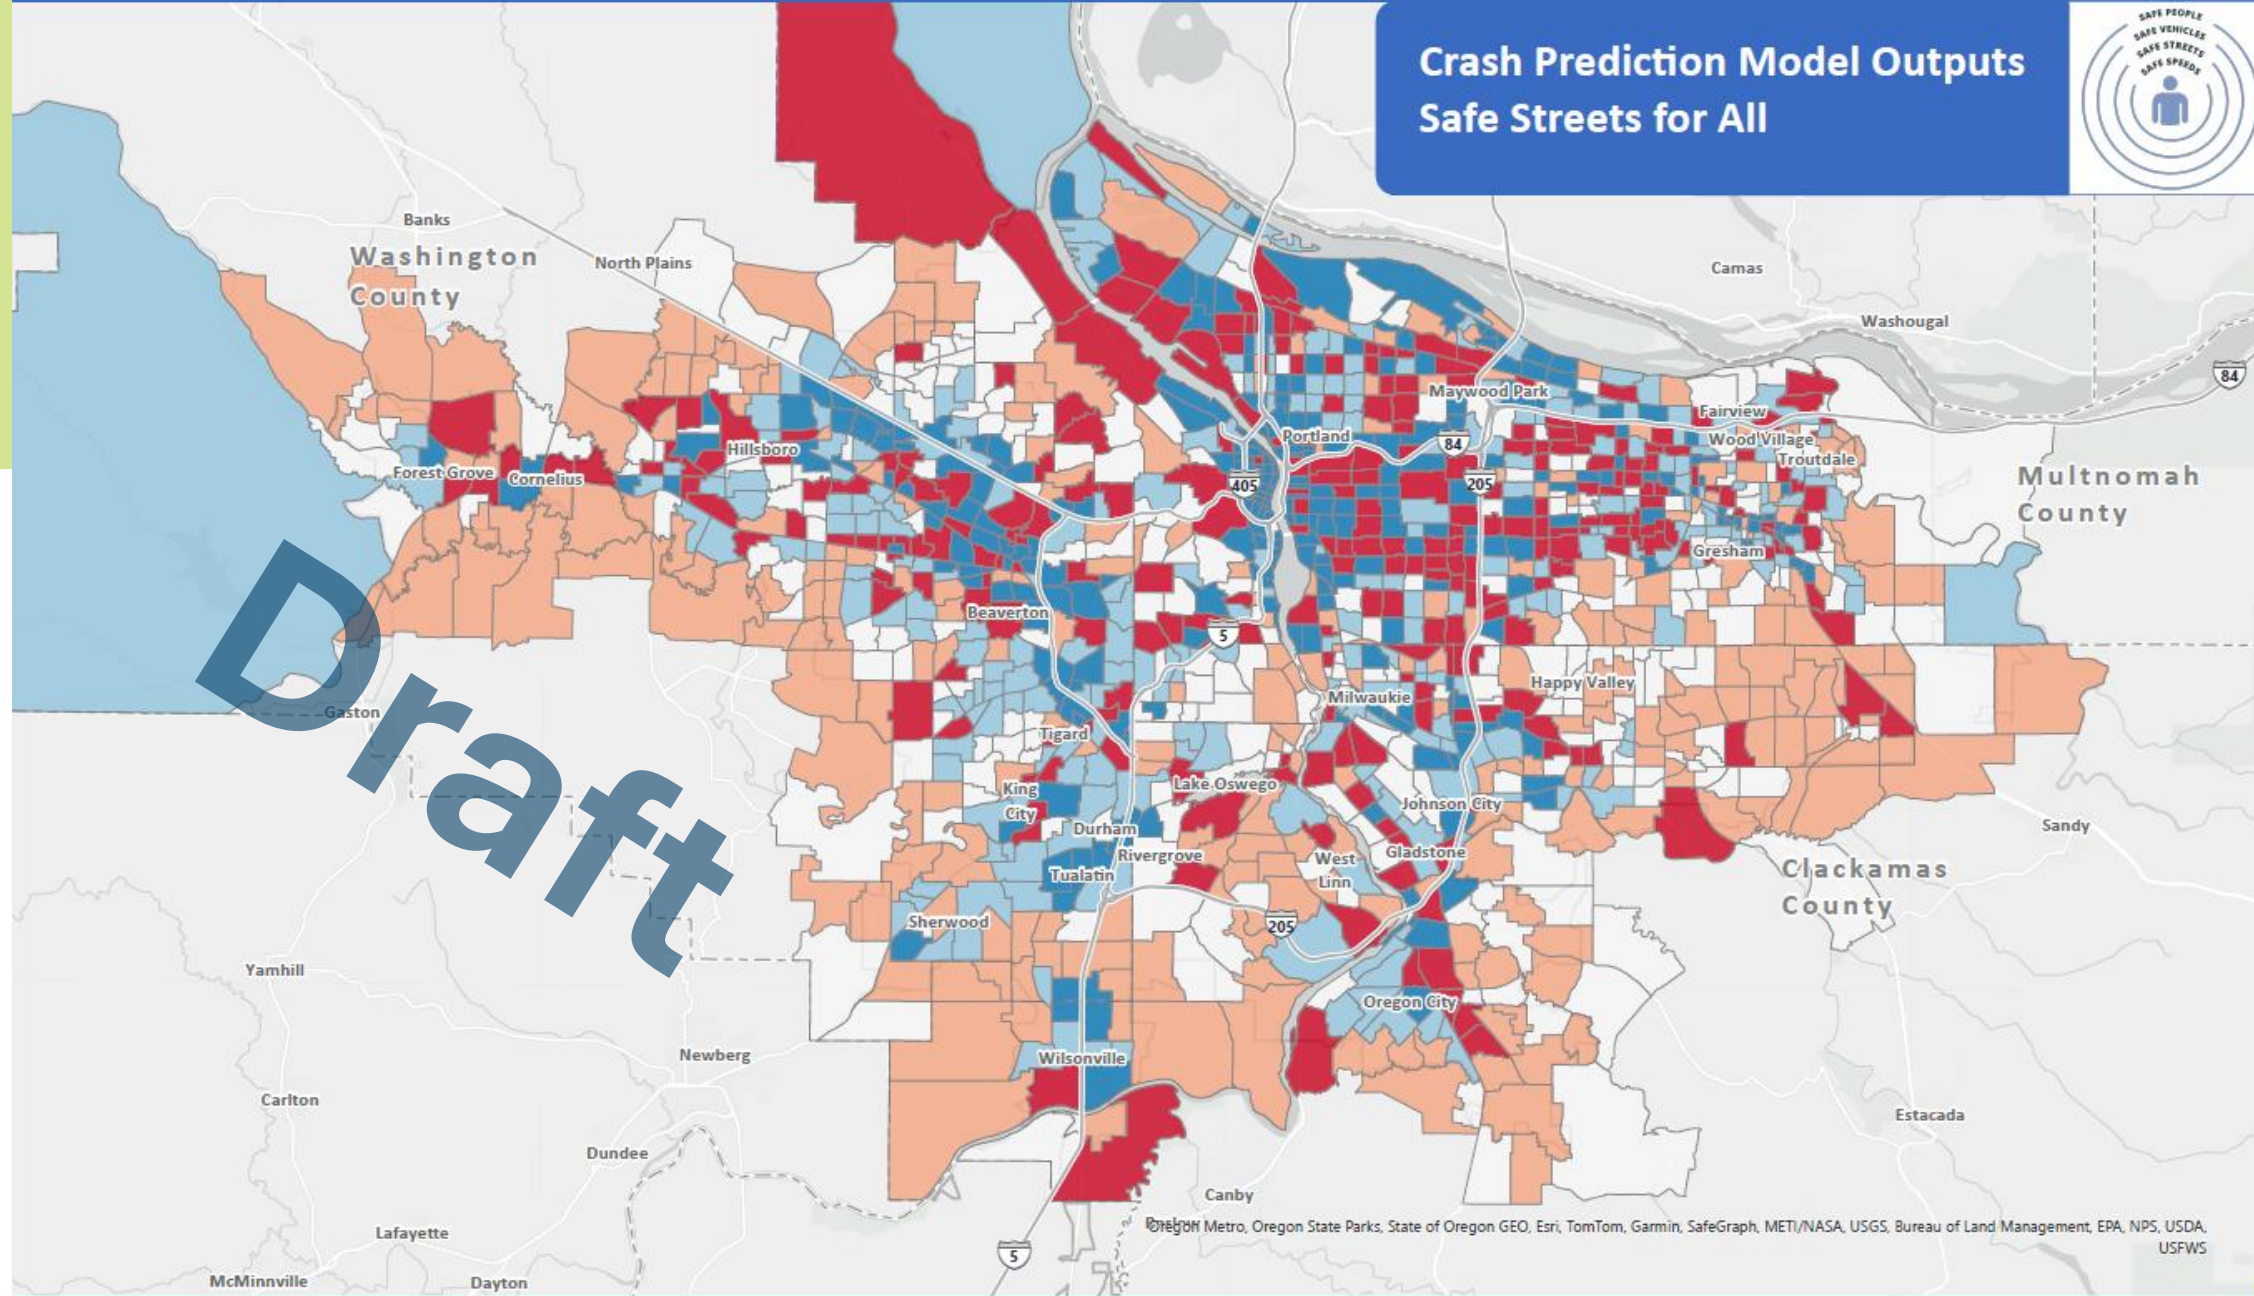 Crash Prediction Model Outputs
Safe Streets for All
SAFE PEOPLE
SAFE VEHICLES
SAFE STREETS
SAFE SPEEDS
Banks
Washington
County
North Plains
Camas
Washougal
84
Maywood Park
Fairview
Portland
84
Wood Village
Troutdale
Hillsboro
Forest Grove
Cornelius
405
205
Multnomah
County
Gresham
Beaverton
5
Happy Valley
Milwaukie
Gaston
Tigard
King
City
Lake Oswego
Johnson City
Durham
Sandy
Rivergrove
West
Linn
Gladstone
Tualatin
Clackamas
County
Sherwood
205
Draft
Yamhill
Oregon City
Newberg
Wilsonville
Carlton
Estacada
Dundee
Canby
Oregon Metro, Oregon State Parks, State of Oregon GEO, Esri, TomTom, Garmin, SafeGraph, METI/NASA, USGS, Bureau of Land Management, EPA, NPS, USDA,
USFWS
Lafayette
5
McMinnville
Dayton